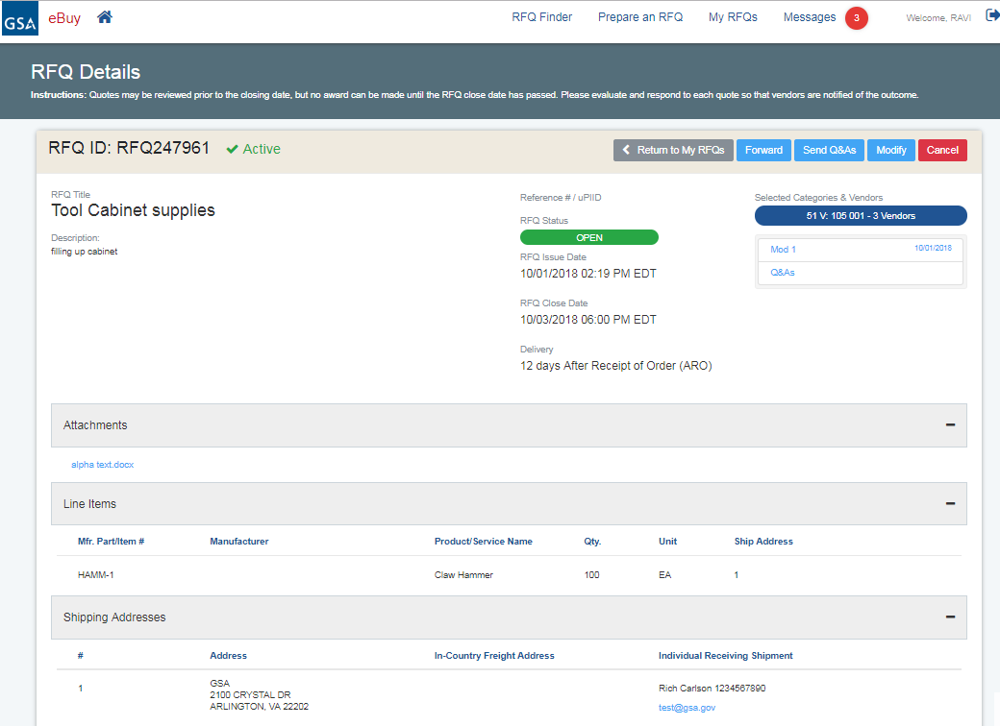 GSA eBuy RFQ Finder Prepare an RFQ My RFQs Messages 3 Welcome, RAVI
RFQ Details
Instructions: Quotes may be reviewed prior to the closing date, but no award can be made until the RFQ close date has passed. Please evaluate and respond to each quote so that vendors are notified of the outcome.
RFQ ID: RFQ247961 Active Return to My RFQs Forward Send Q&As Modify Cancel
RFQ Title
Tool Cabinet supplies
Description:
filling up cabinet
Reference # / uPIID
RFQ Status
OPEN
RFQ Issue Date
10/01/2018 02:19 PM EDT
RFQ Close Date
10/03/2018 06:00 PM EDT
Delivery
12 days After Receipt of Order (ARO)
Selected Categories & Vendors
51 V: 105 001 - 3 Vendors
Mod 1 10/01/2018
Q&As
Attachments
alpha text.docx
Line Items
Mfr. Part/Item # Manufacturer Product/Service Name Qty. Unit Ship Address
HAMM-1 Claw Hammer 100 EA 1
Shipping Addresses
# Address In-Country Freight Address Individual Receiving Shipment
1 GSA
2100 CRYSTAL DR
ARLINGTON, VA 22202
Rich Carlson 1234567890
test@gsa.gov